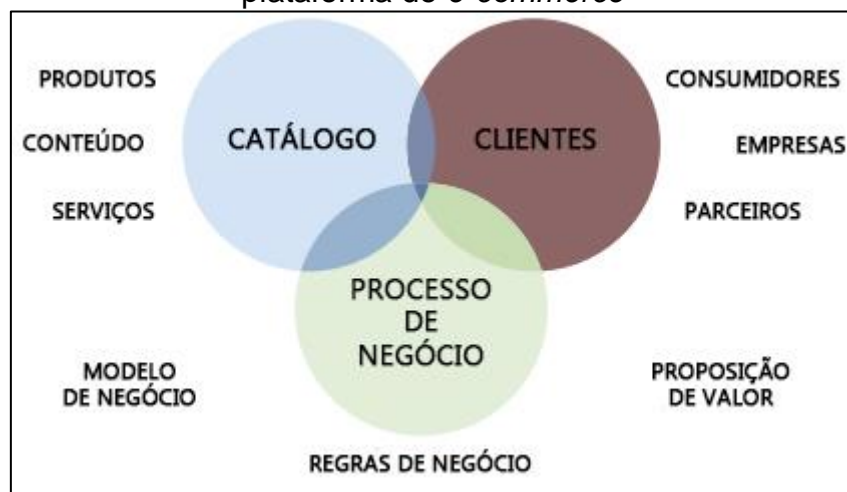 plataforma de e-commerce
PRODUTOS
CONTEÚDO
SERVIÇOS
CATÁLOGO
CLIENTES
CONSUMIDORES
EMPRESAS
PARCEIROS
PROCESSO
DE
NEGÓCIO
MODELO
DE NEGÓCIO
PROPOSIÇÃO
DE VALOR
REGRAS DE NEGÓCIO